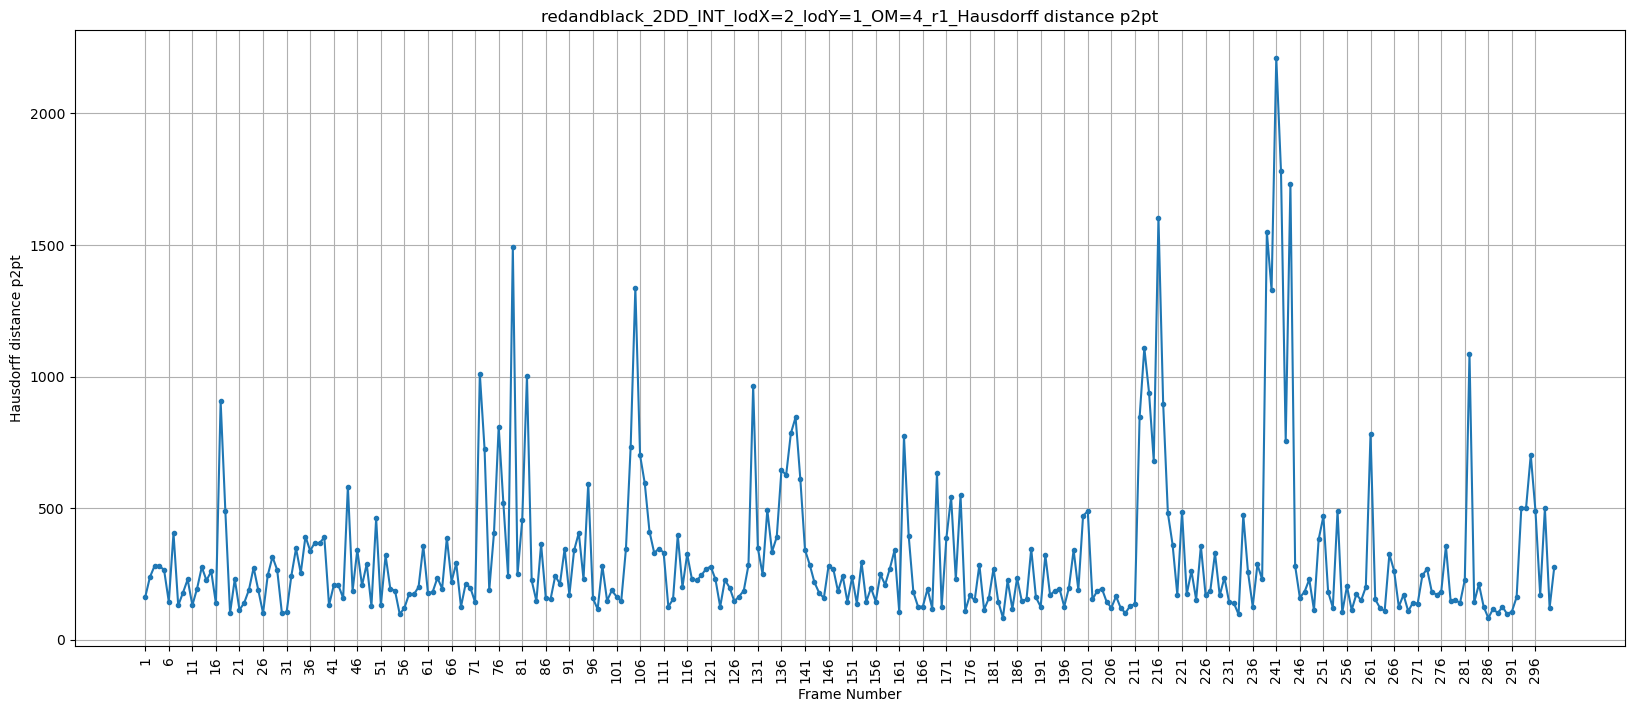 redandblack_2DD_INT_lodX=2_lodY=1_OM=4_r1_Hausdorff distance p2pt
Hausdorff distance p2pt
2000
1500
1000
500
0
1 6 11 16 21 26 31 36 41 46 51 56 61 66 71 76 81 86 91 96 101 106 111 116 121 126 131 136 141 146 151 156 161 166 171 176 181 186 191 196 201 206 211 216 221 226 231 236 241 246 251 256 261 266 271 276 281 286 291 296
Frame Number